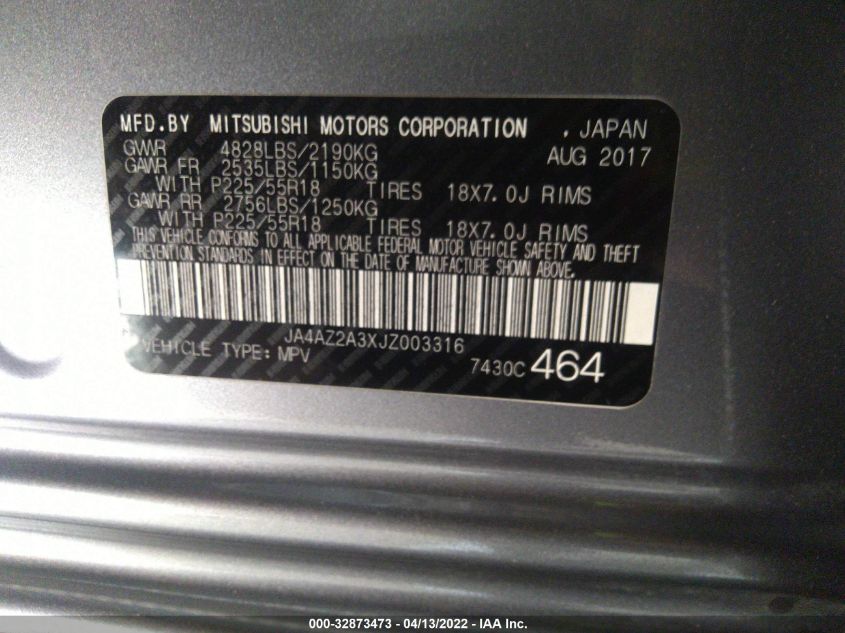 MFD.BY MITSUBISHI MOTORS CORPORATION . JAPAN
GVWR 4828LBS/2190KG AUG 2017
GAWR FR 2535LBS/1150KG
WITH P225/55R18 TIRES 18X7.0J RIMS
GAWR RR 2756LBS/1250KG
WITH P225/55R18 TIRES 18X7.0J RIMS
THIS VEHICLE CONFORMS TO ALL APPLICABLE FEDERAL MOTOR VEHICLE SAFETY AND THEFT
PREVENTION STANDARDS IN EFFECT ON THE DATE OF MANUFACTURE SHOWN ABOVE.
JA4AZ2A3XJZ003316
VEHICLE TYPE: MPV
7430C 464
000-32873473 - 04/13/2022 - IAA Inc.